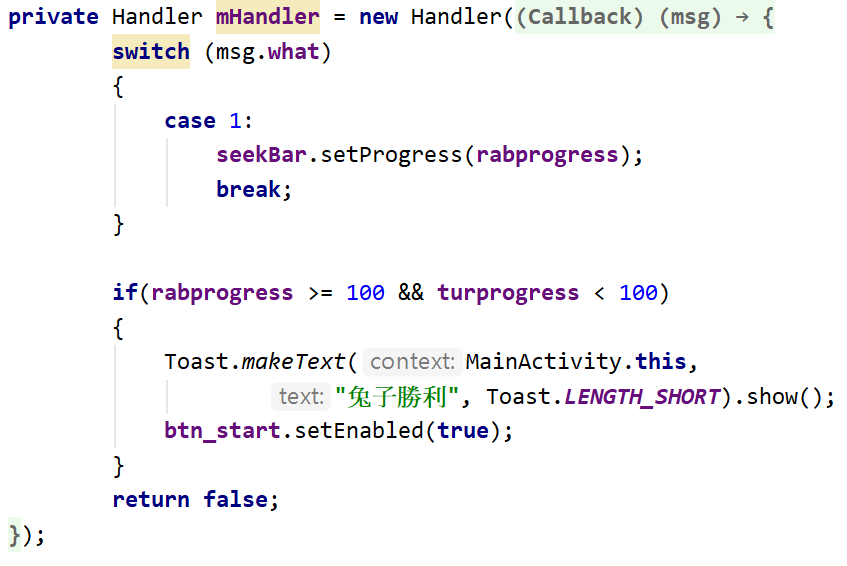 private Handler mHandler = new Handler((Callback) (msg) → {
switch (msg.what)
{
case 1:
seekBar.setProgress(rabprogress);
break;
}
if(rabprogress >= 100 && turprogress < 100)
{
Toast.makeText( context: MainActivity.this,
text: "兔子勝利", Toast.LENGTH_SHORT).show();
btn_start.setEnabled(true);
}
return false;
});